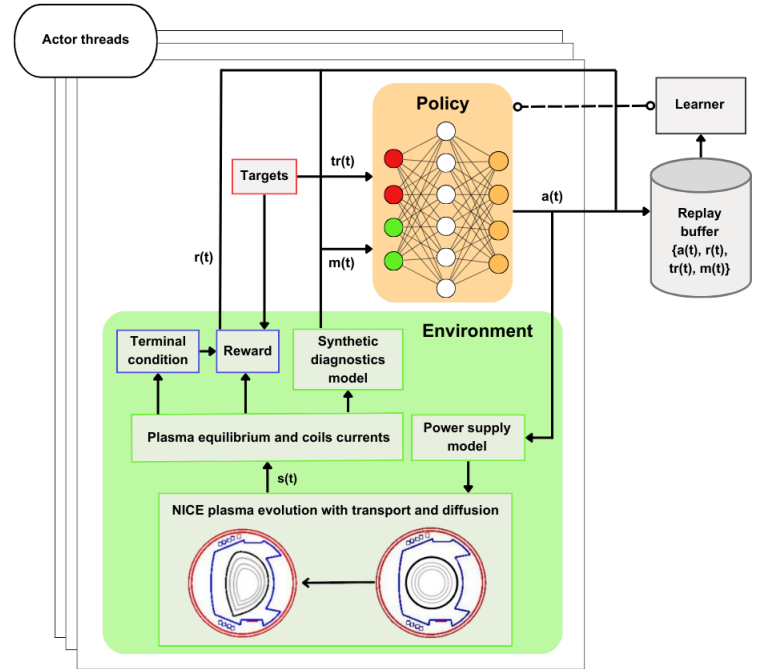 Actor threads
Policy
Learner
tr(t)
Targets
a(t)
Replay
buffer
{a(t), r(t),
tr(t), m(t)}
r(t)
m(t)
Environment
Terminal
condition
Reward
Synthetic
diagnostics
model
Plasma equilibrium and coils currents
Power supply
model
s(t)
NICE plasma evolution with transport and diffusion